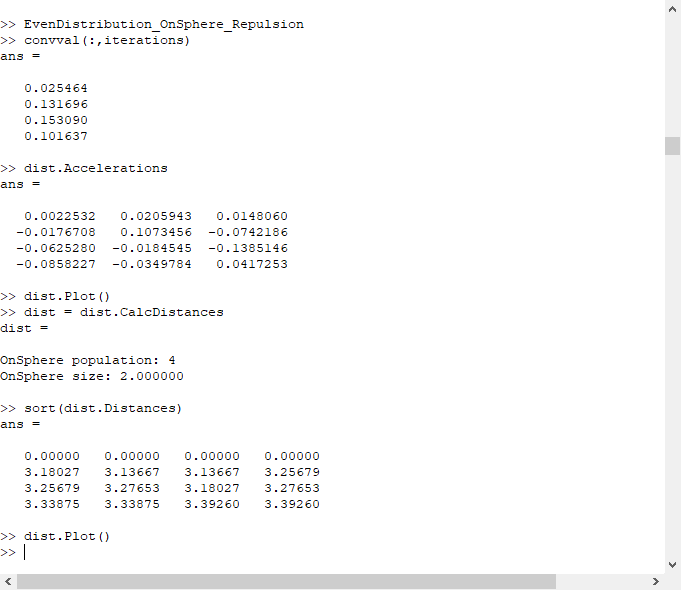 >> EvenDistribution_OnSphere_Repulsion
>> convval(:,iterations)
ans =
0.025464
0.131696
0.153090
0.101637
>> dist.Accelerations
ans =
0.0022532 0.0205943 0.0148060
-0.0176708 0.1073456 -0.0742186
-0.0625280 -0.0184545 -0.1385146
-0.0858227 -0.0349784 0.0417253
>> dist.Plot()
>> dist = dist.CalcDistances
dist =
OnSphere population: 4
OnSphere size: 2.000000
>> sort(dist.Distances)
ans =
0.00000 0.00000 0.00000 0.00000
3.18027 3.13667 3.13667 3.25679
3.25679 3.27653 3.18027 3.27653
3.33875 3.33875 3.39260 3.39260
>> dist.Plot()
>>